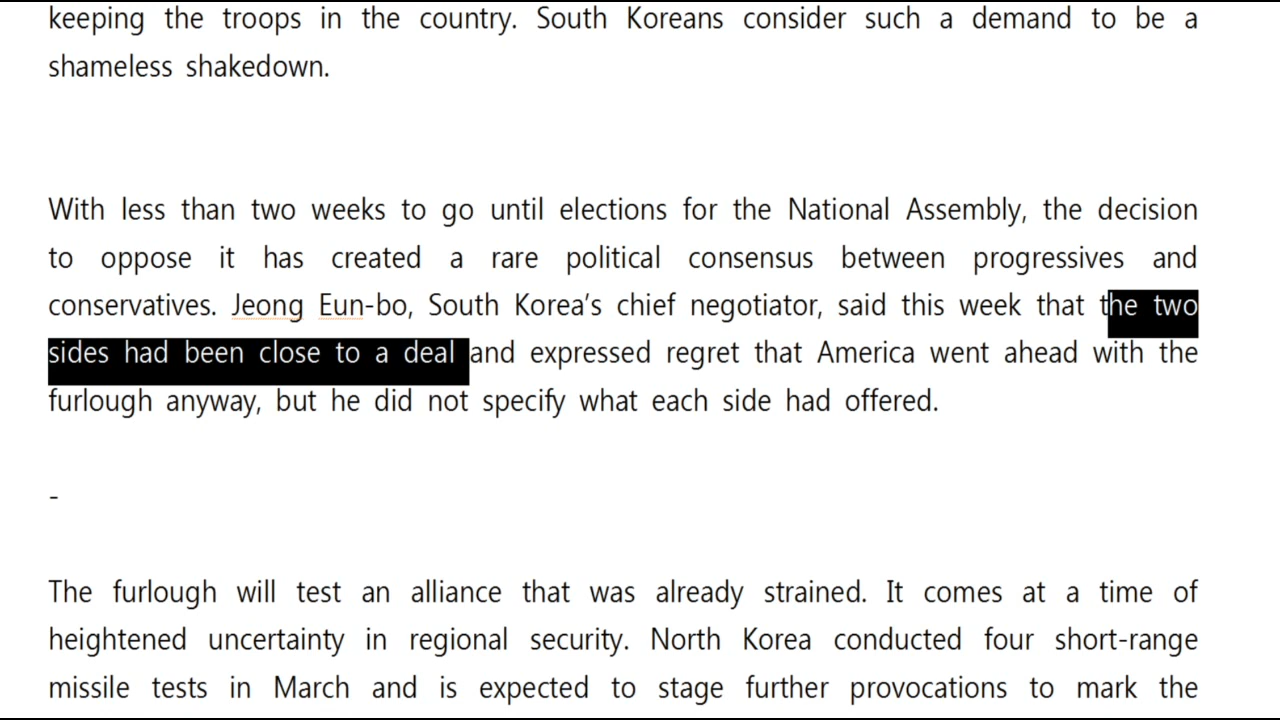 keeping the troops in the country. South Koreans consider such a demand to be a
shameless shakedown.
With less than two weeks to go until elections for the National Assembly, the decision
to oppose it has created a rare political consensus between progressives and
conservatives. Jeong Eun-bo, South Korea’s chief negotiator, said this week that the two
sides had been close to a deal and expressed regret that America went ahead with the
furlough anyway, but he did not specify what each side had offered.
-
The furlough will test an alliance that was already strained. It comes at a time of
heightened uncertainty in regional security. North Korea conducted four short-range
missile tests in March and is expected to stage further provocations to mark the